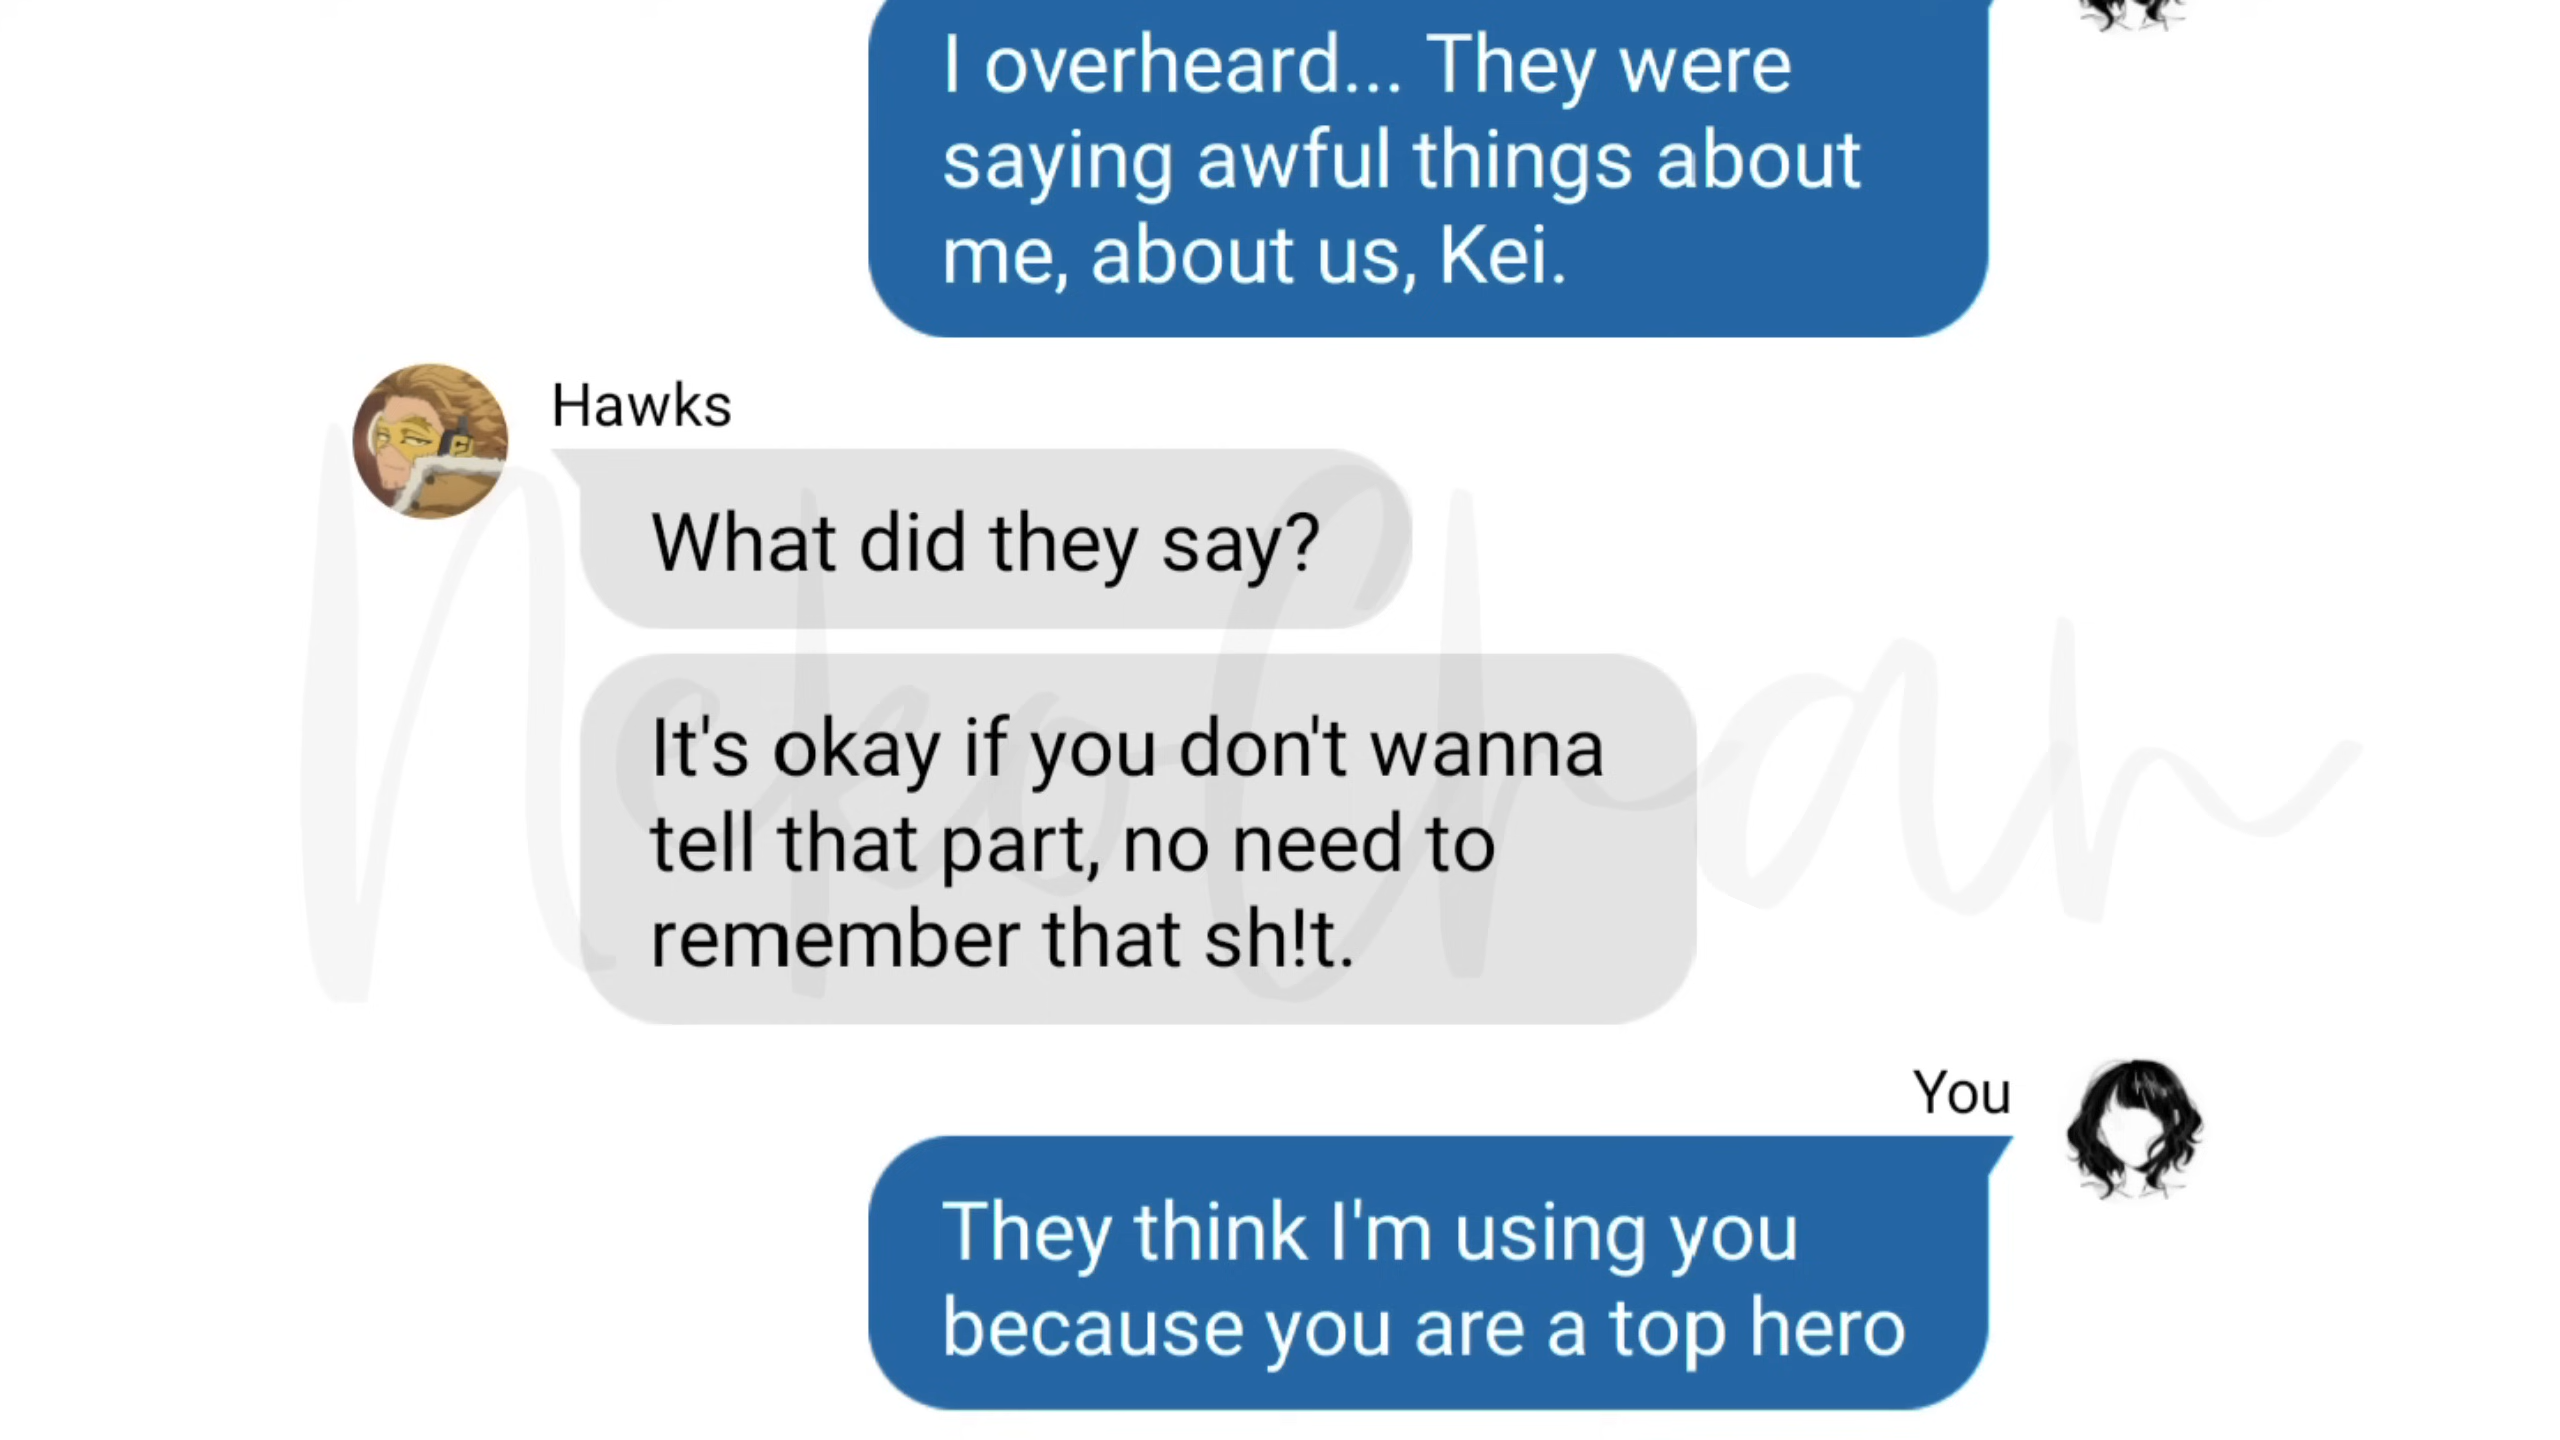 I overheard... They were
saying awful things about
me, about us, Kei.
Hawks
What did they say?
It's okay if you don't wanna
tell that part, no need to
remember that sh!t.
You
They think I'm using you
because you are a top hero
NekoChan